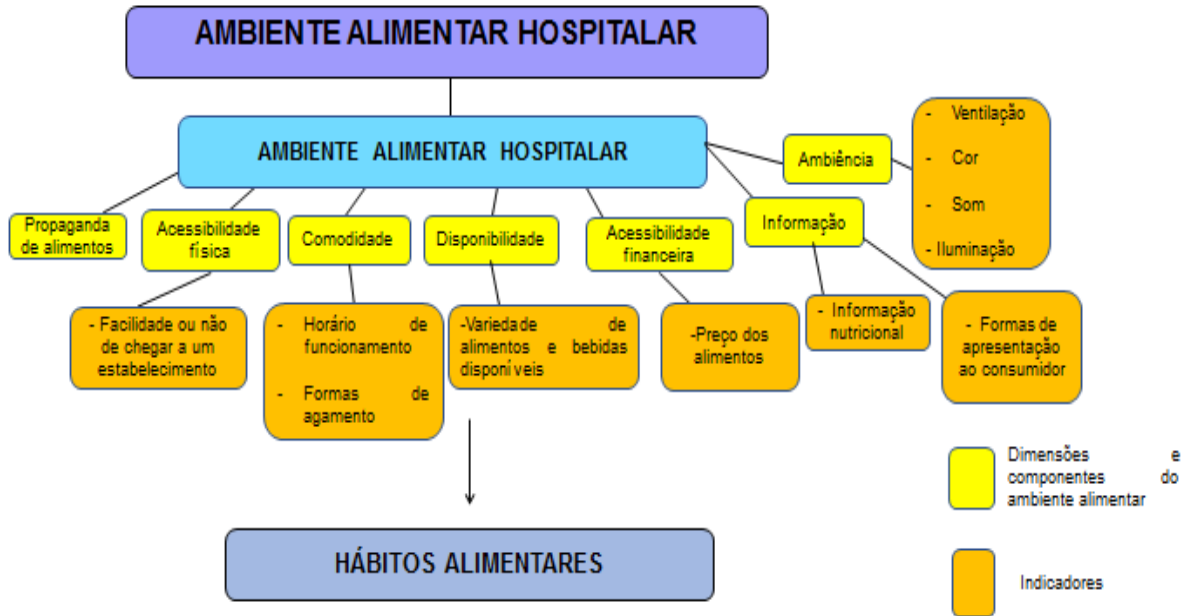 AMBIENTE ALIMENTAR HOSPITALAR
AMBIENTE ALIMENTAR HOSPITALAR
Propaganda
de alimentos
Acessibilidade
física
Comodidade
Disponibilidade
Acessibilidade
financeira
Informação
Ambiência
- Ventilação
- Cor
- Som
- Iluminação
- Facilidade ou não
de chegar a um
estabelecimento
- Horário de
funcionamento
- Formas de
agamento
-Variedade de
alimentos e bebidas
disponíveis
-Preço dos
alimentos
- Informação
nutricional
- Formas de
apresentação
ao consumidor
HÁBITOS ALIMENTARES
Dimensões e
componentes do
ambiente alimentar
Indicadores